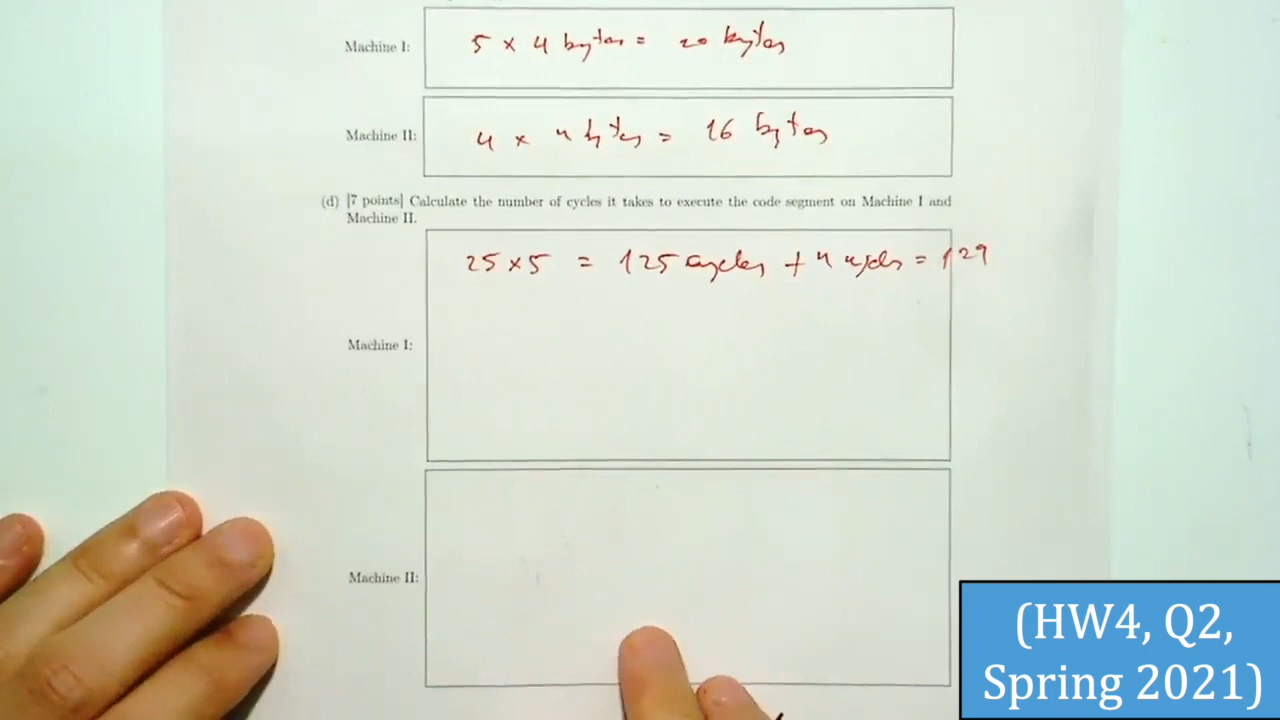 Machine I: 5 x 4 bytes = 20 bytes
Machine II: 4 x 4 bytes = 16 bytes
(d) [7 points] Calculate the number of cycles it takes to execute the code segment on Machine I and
Machine II.
25 x 5 = 125 cycles + 4 cycles = 129
Machine I:
Machine II:
(HW4, Q2,
Spring 2021)